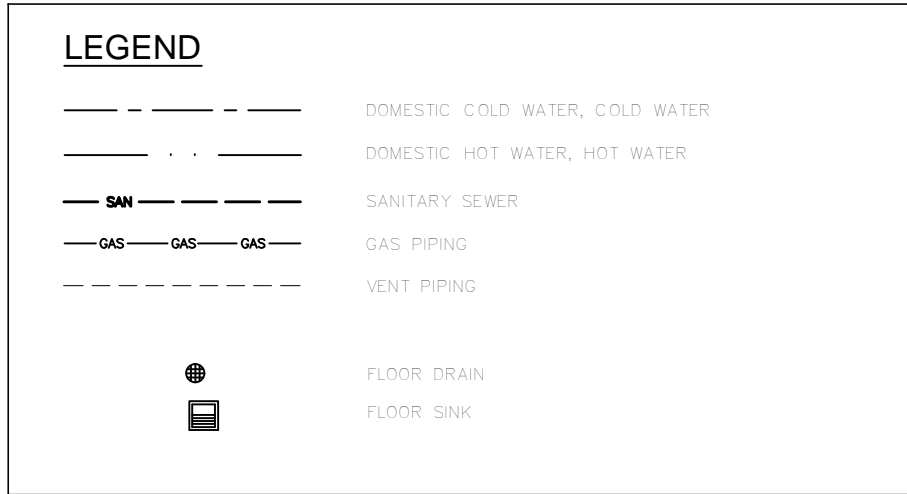 LEGEND
DOMESTIC COLD WATER, COLD WATER
DOMESTIC HOT WATER, HOT WATER
SAN SANITARY SEWER
GAS GAS GAS GAS PIPING
VENT PIPING
FLOOR DRAIN
FLOOR SINK